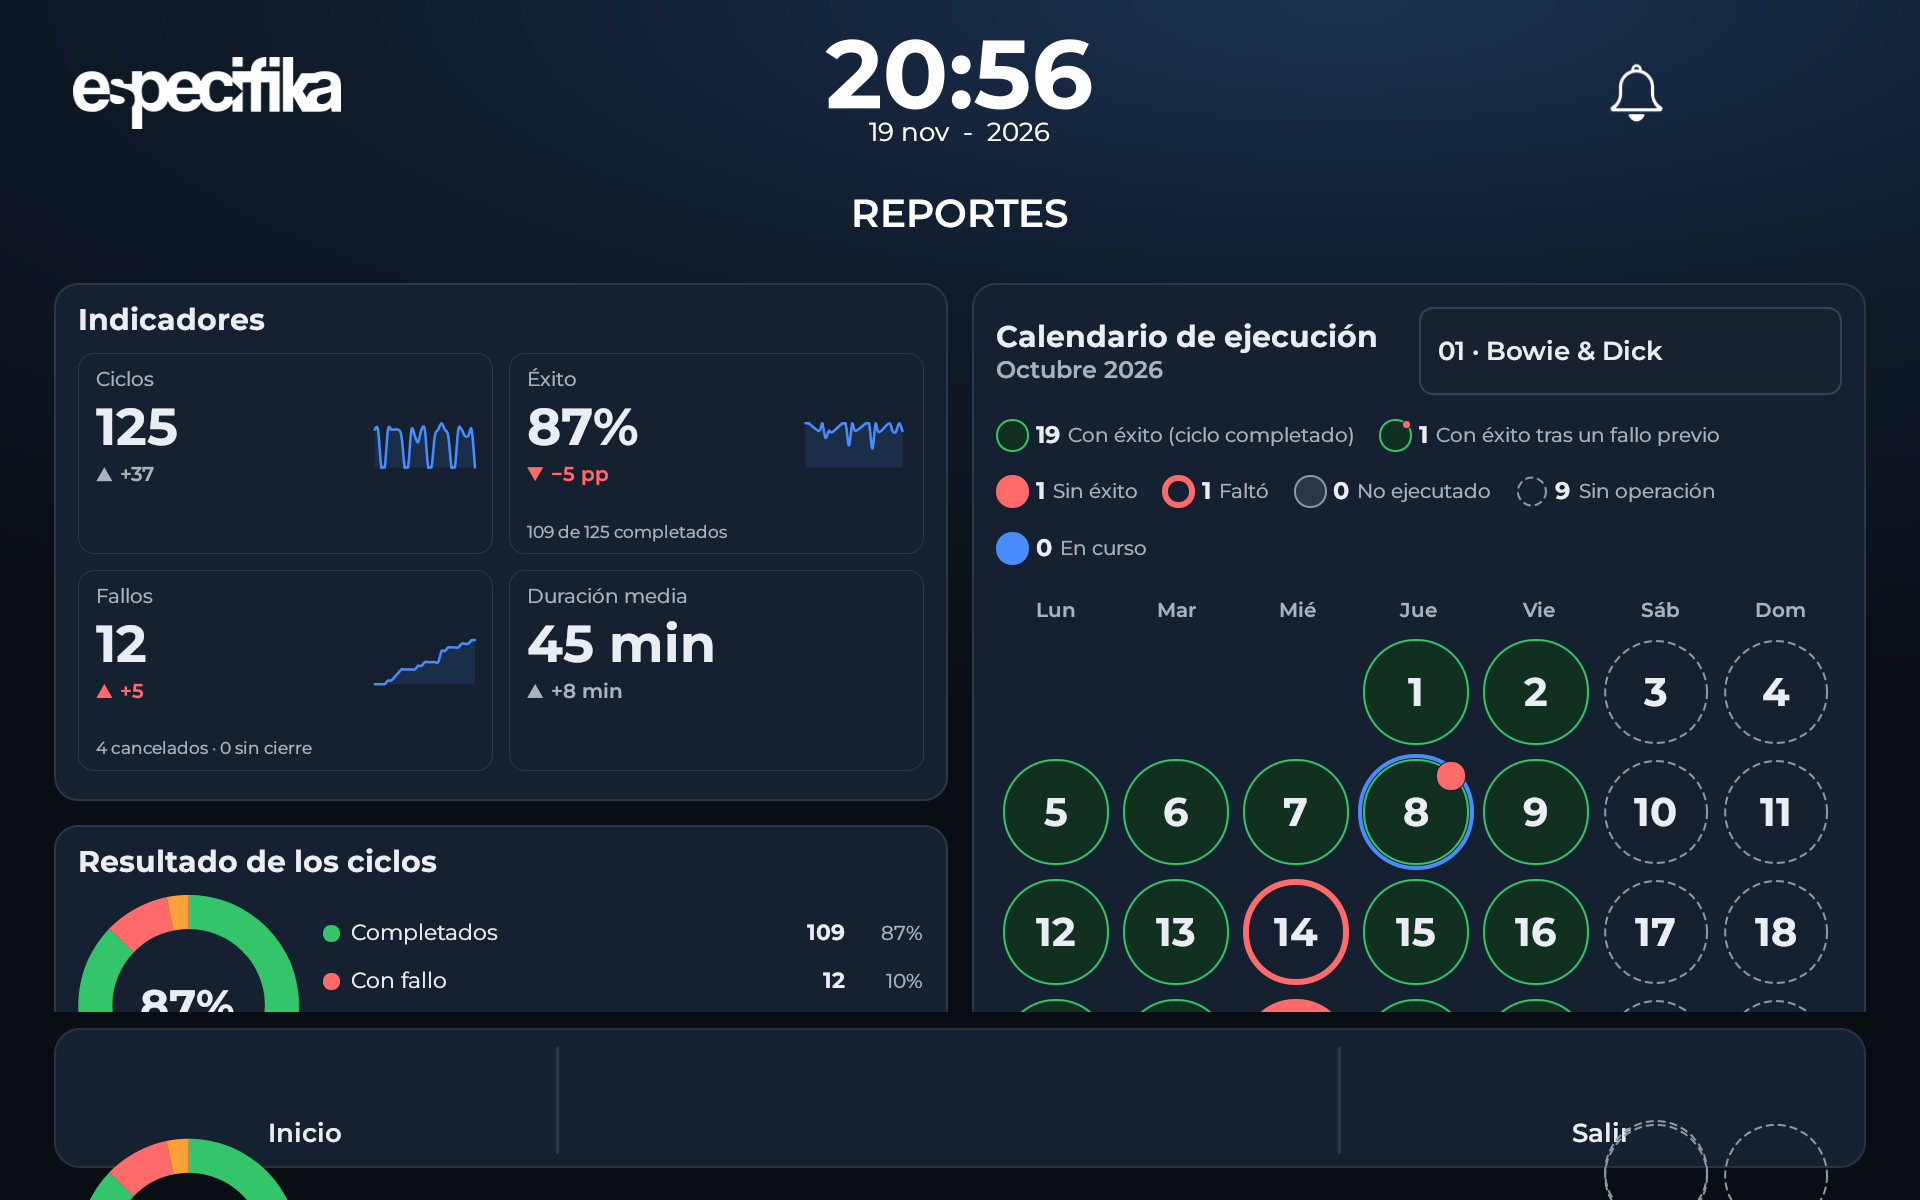 especifika
20:56
19 nov - 2026
REPORTES
Indicadores
Ciclos
125
▲ +37
Éxito
87%
▼ −5 pp
109 de 125 completados
Fallos
12
▲ +5
4 cancelados · 0 sin cierre
Duración media
45 min
▲ +8 min
Resultado de los ciclos
87%
Completados 109 87%
Con fallo 12 10%
Calendario de ejecución
Octubre 2026
01 · Bowie & Dick
19 Con éxito (ciclo completado) 1 Con éxito tras un fallo previo
1 Sin éxito 1 Faltó 0 No ejecutado 9 Sin operación
0 En curso
Lun Mar Mié Jue Vie Sáb Dom
1 2 3 4
5 6 7 8 9 10 11
12 13 14 15 16 17 18
Inicio
Salir